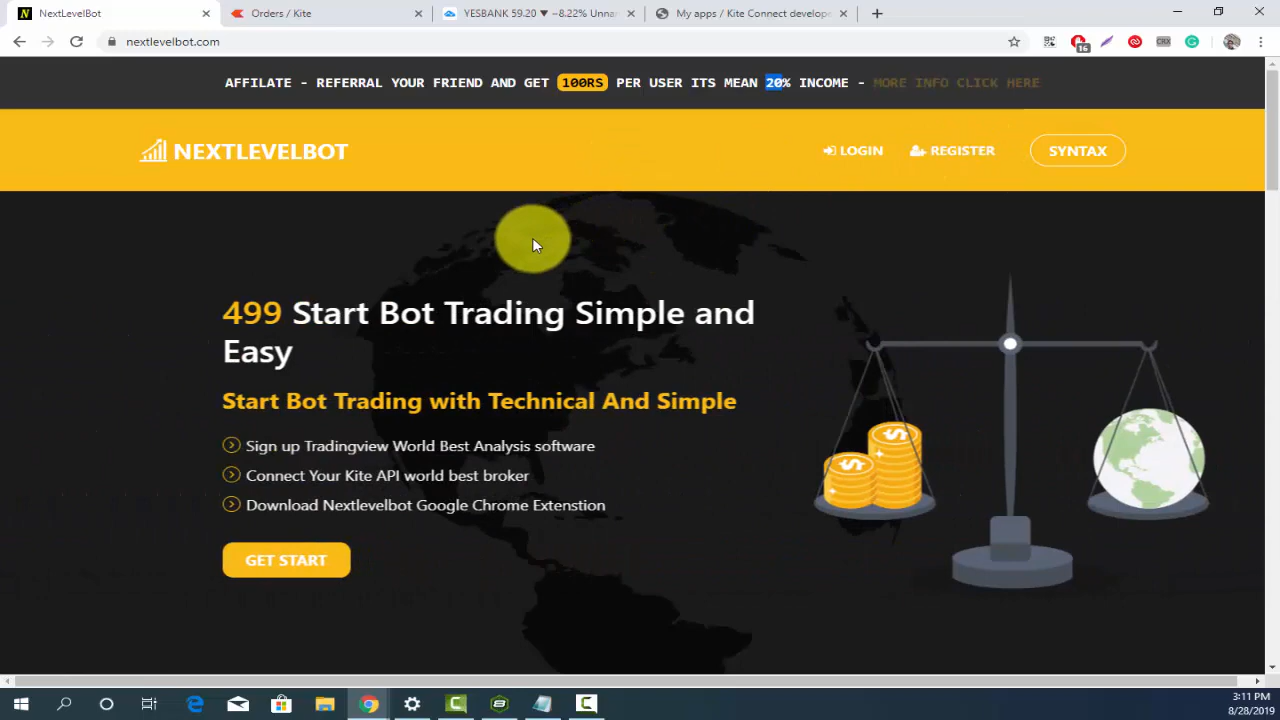 NextLevelBot
Orders / Kite
YESBANK 59.20 ▼ −8.22% Unnar
My apps / Kite Connect develope
nextlevelbot.com
16
AFFILATE - REFERRAL YOUR FRIEND AND GET 100RS PER USER ITS MEAN 20% INCOME - MORE INFO CLICK HERE
NEXTLEVELBOT
LOGIN
REGISTER
SYNTAX
499 Start Bot Trading Simple and
Easy
Start Bot Trading with Technical And Simple
Sign up Tradingview World Best Analysis software
Connect Your Kite API world best broker
Download Nextlevelbot Google Chrome Extenstion
GET START
3:11 PM
8/28/2019